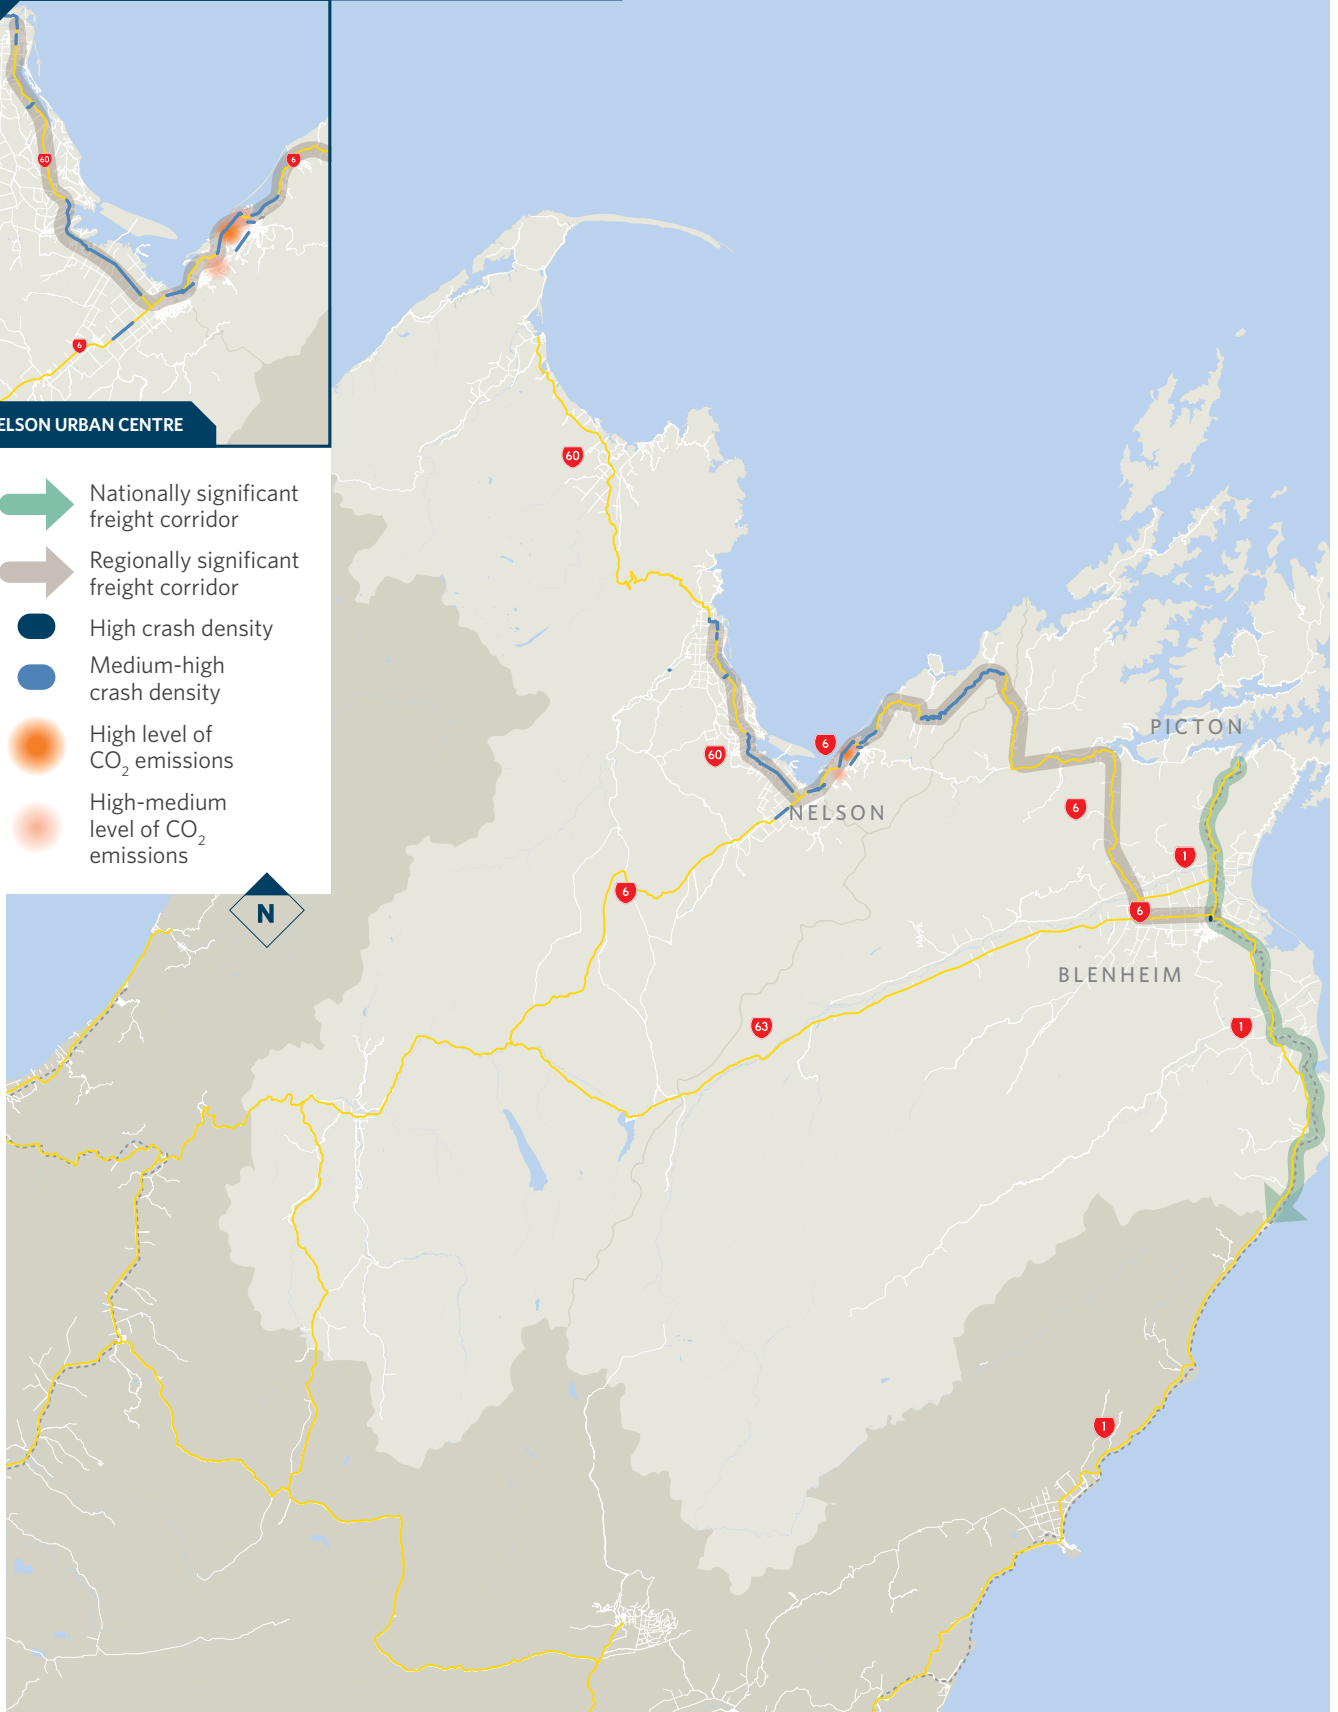 60
6
6
ELSON URBAN CENTRE
Nationally significant
freight corridor
Regionally significant
freight corridor
High crash density
Medium-high
crash density
High level of
CO2 emissions
High-medium
level of CO2
emissions
N
60
PICTON
6
60
NELSON
6
1
6
6
BLENHEIM
63
1
1